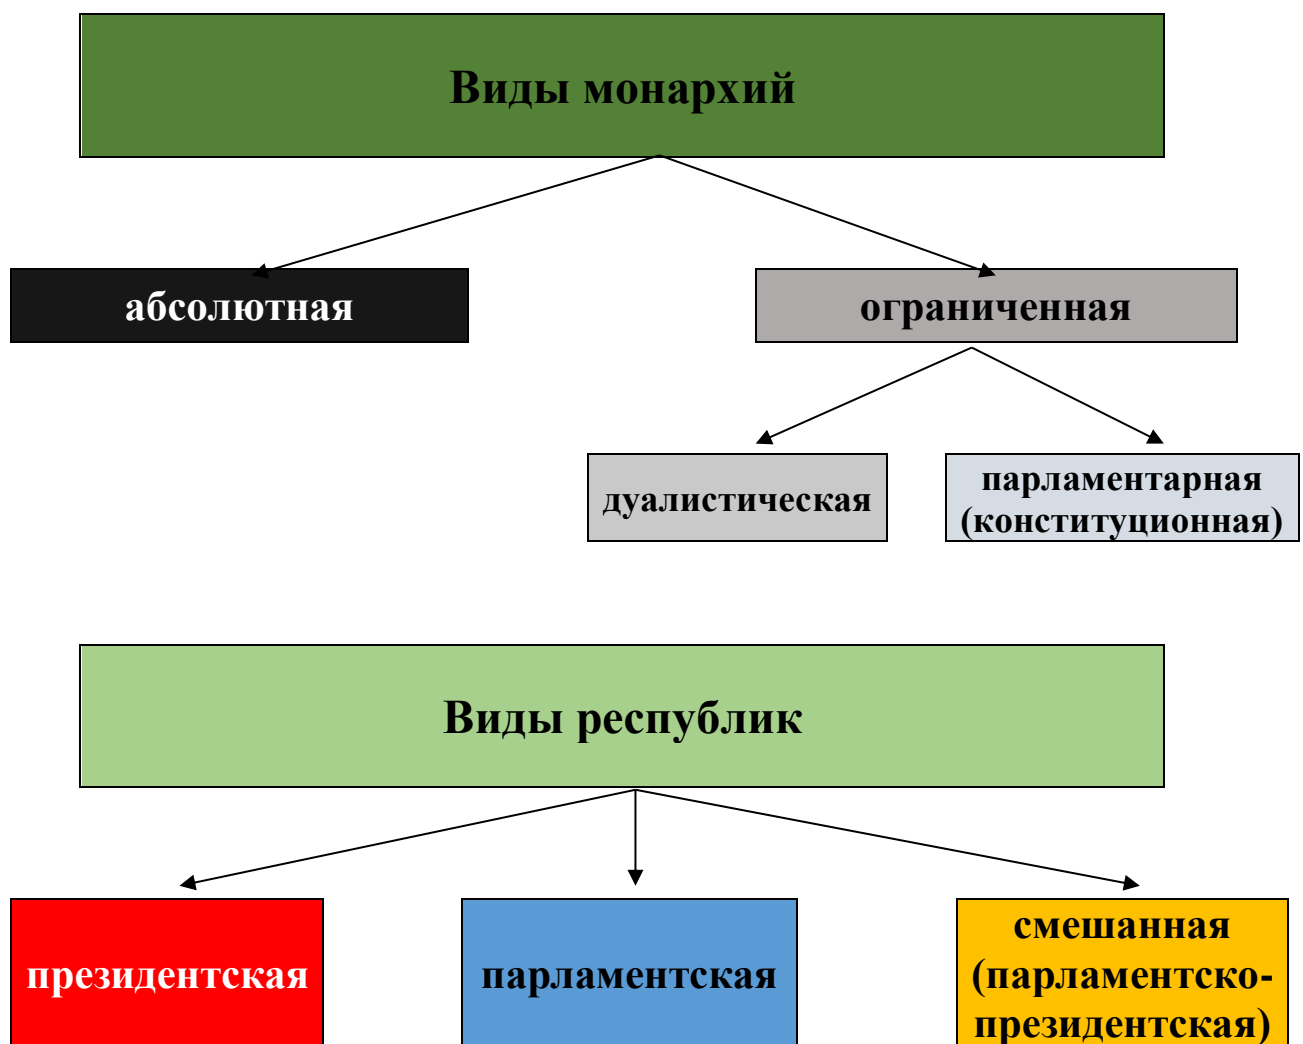 Виды монархий
абсолютная
ограниченная
дуалистическая
парламентарная
(конституционная)
Виды республик
президентская
парламентская
смешанная
(парламентско-
президентская)